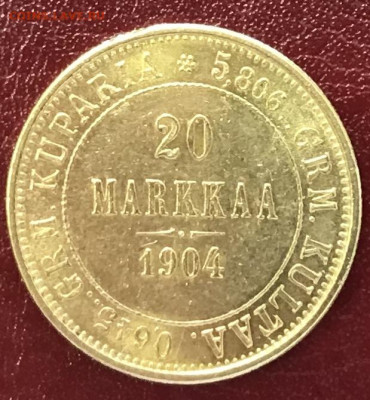 20
MARKKAA
1904
5,806.. GRM. KULTAA. 0,645.. GRM. KUPARIA